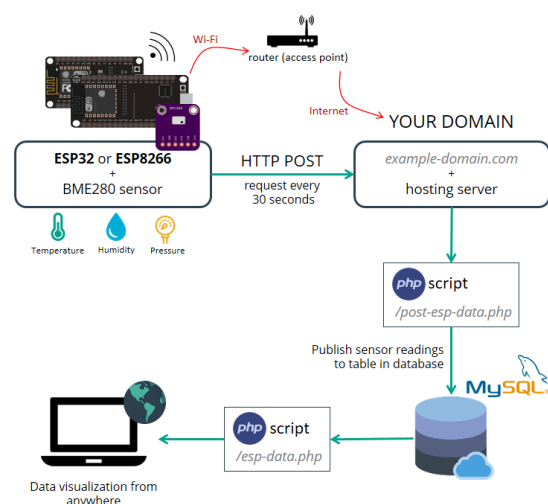 Wi-Fi
router (access point)
Internet
YOUR DOMAIN
BME280
ESP32 or ESP8266
+
BME280 sensor
HTTP POST
request every
30 seconds
example-domain.com
+
hosting server
Temperature
Humidity
Pressure
php script
/post-esp-data.php
Publish sensor readings
to table in database
MySQL
php script
/esp-data.php
Data visualization from
anywhere